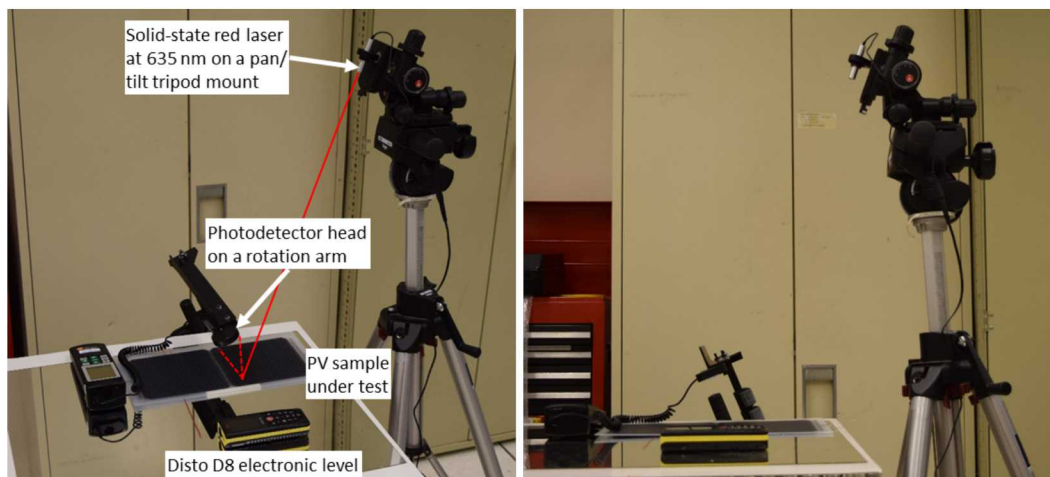 Solid-state red laser
at 635 nm on a pan/
tilt tripod mount
Photodetector head
on a rotation arm
PV sample
under test
Disto D8 electronic level